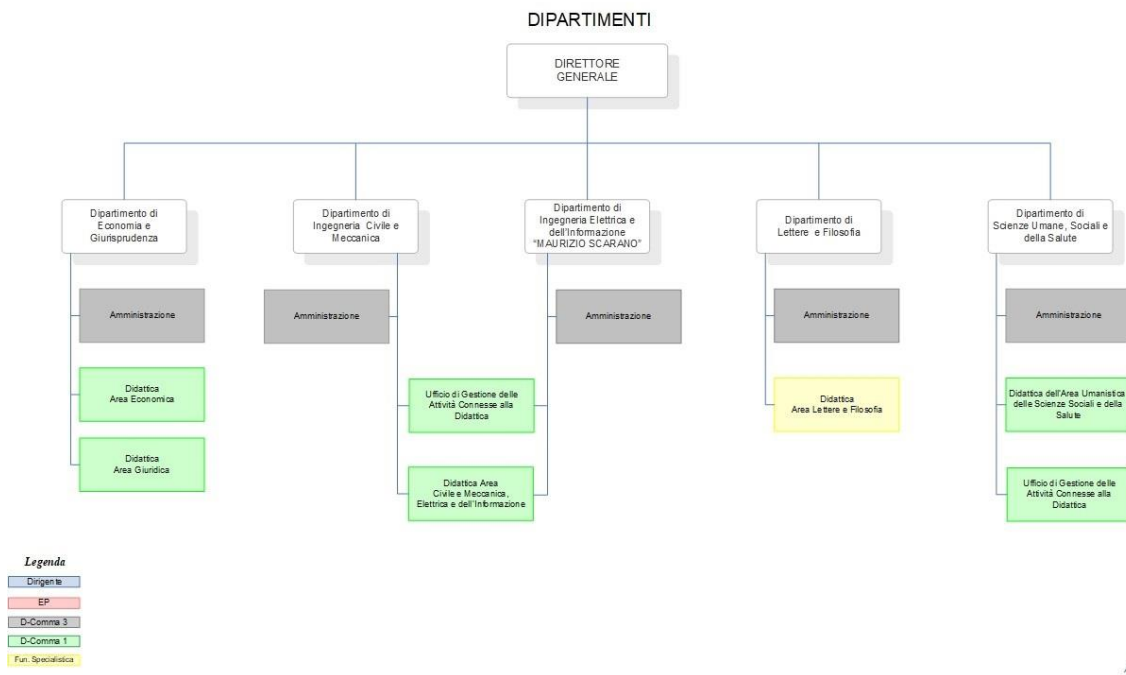 DIPARTIMENTI
DIRETTORE
GENERALE
Dipartimento di
Economia e
Giurisprudenza
Dipartimento di
Ingegneria Civile e
Meccanica
Dipartimento di
Ingegneria Elettrica e
dell'Informazione
"MAURIZIO SCARANO"
Dipartimento di
Lettere e Filosofia
Dipartimento di
Scienze Umane, Sociali e
della Salute
Amministrazione
Amministrazione
Amministrazione
Amministrazione
Amministrazione
Didattica
Area Economica
Ufficio di Gestione delle
Attività Connesse alla
Didattica
Didattica
Area Lettere e Filosofia
Didattica dell'Area Umanistica
delle Scienze Sociali e della
Salute
Didattica
Area Giuridica
Didattica Area
Civile e Meccanica,
Elettrica e dell'Informazione
Ufficio di Gestione delle
Attività Connesse alla
Didattica
Legenda
Dirigente
EP
D-Comma 3
D-Comma 1
Fun. Specialistica